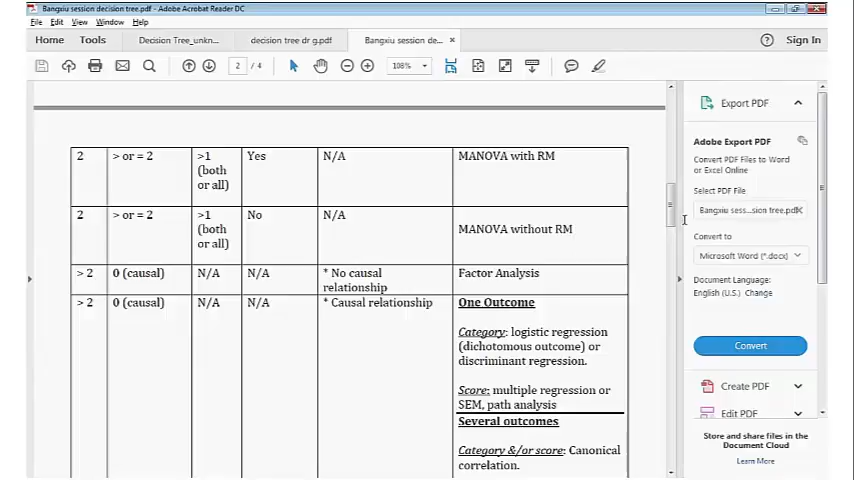 Bangxiu session decision tree.pdf - Adobe Acrobat Reader DC
File Edit View Window Help
Home Tools Decision Tree_unkn... decision tree dr g.pdf Bangxiu session de... × ? Sign In
2 / 4 108%
2 > or = 2 >1 (both or all) Yes N/A MANOVA with RM
2 > or = 2 >1 (both or all) No N/A MANOVA without RM
> 2 0 (causal) N/A N/A * No causal relationship Factor Analysis
> 2 0 (causal) N/A N/A * Causal relationship One Outcome
Category: logistic regression
(dichotomous outcome) or
discriminant regression.
Score: multiple regression or
SEM, path analysis
Several outcomes
Category &/or score: Canonical
correlation.
Export PDF
Adobe Export PDF
Convert PDF Files to Word
or Excel Online
Select PDF File
Bangxiu sess...sion tree.pdf ×
Convert to
Microsoft Word (*.docx)
Document Language:
English (U.S.) Change
Convert
Create PDF
Edit PDF
Store and share files in the
Document Cloud
Learn More